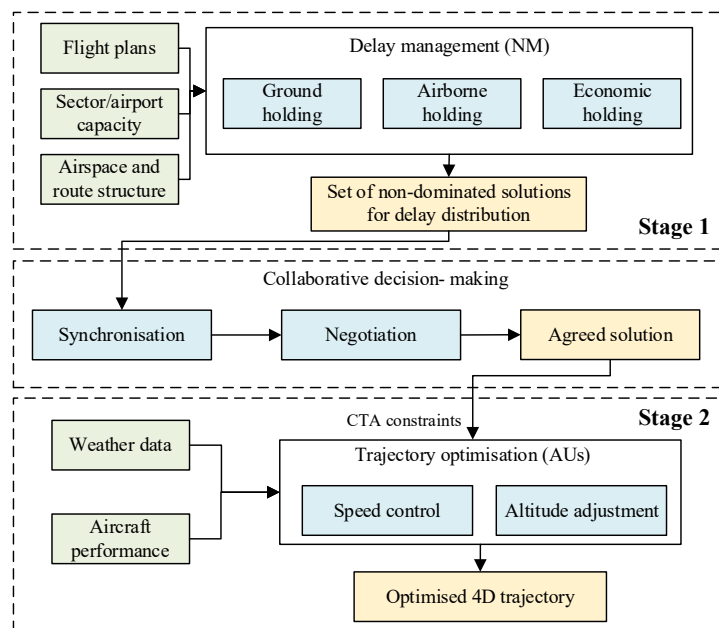 Flight plans
Sector/airport
capacity
Airspace and
route structure
Delay management (NM)
Ground
holding
Airborne
holding
Economic
holding
Set of non-dominated solutions
for delay distribution
Stage 1
Collaborative decision- making
Synchronisation
Negotiation
Agreed solution
CTA constraints
Stage 2
Weather data
Aircraft
performance
Trajectory optimisation (AUs)
Speed control
Altitude adjustment
Optimised 4D trajectory